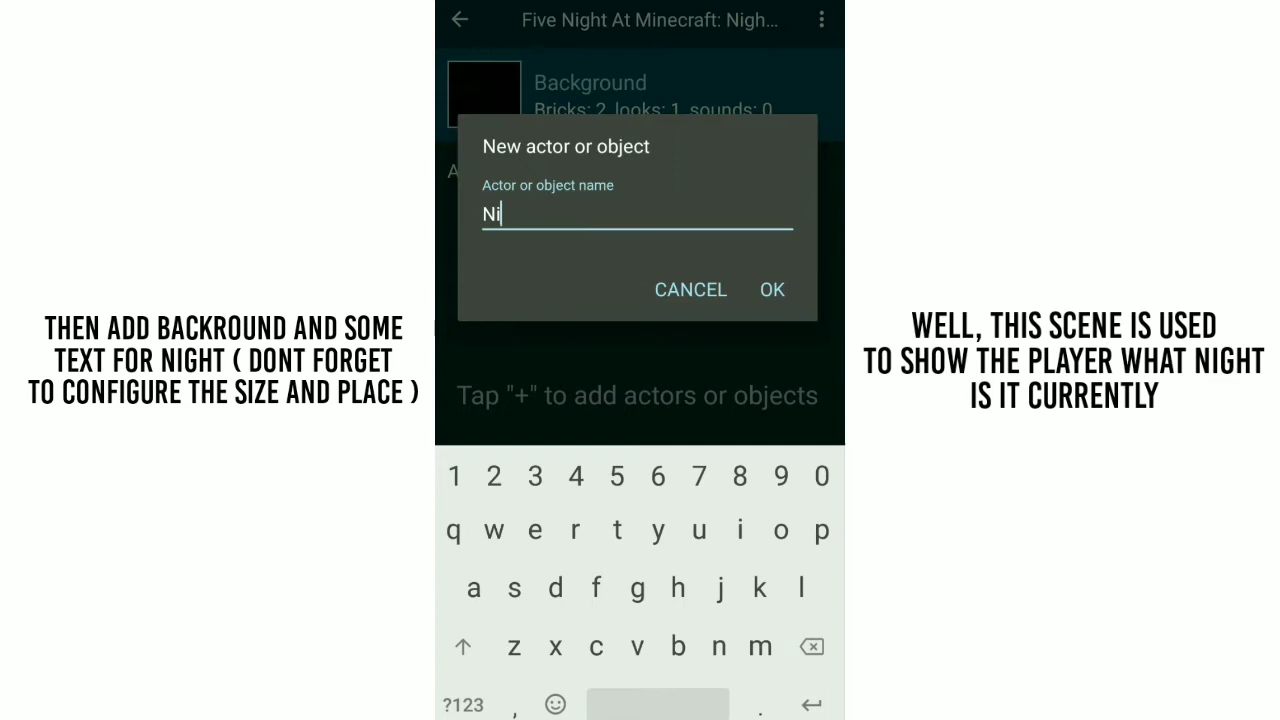 THEN ADD BACKROUND AND SOME
TEXT FOR NIGHT ( DONT FORGET
TO CONFIGURE THE SIZE AND PLACE )
Five Night At Minecraft: Nigh...
Background
Bricks: 2, looks: 1, sounds: 0
A
New actor or object
Actor or object name
Ni
CANCEL OK
Tap "+" to add actors or objects
1 2 3 4 5 6 7 8 9 0
q w e r t y u i o p
a s d f g h j k l
z x c v b n m
?123 , .
WELL, THIS SCENE IS USED
TO SHOW THE PLAYER WHAT NIGHT
IS IT CURRENTLY